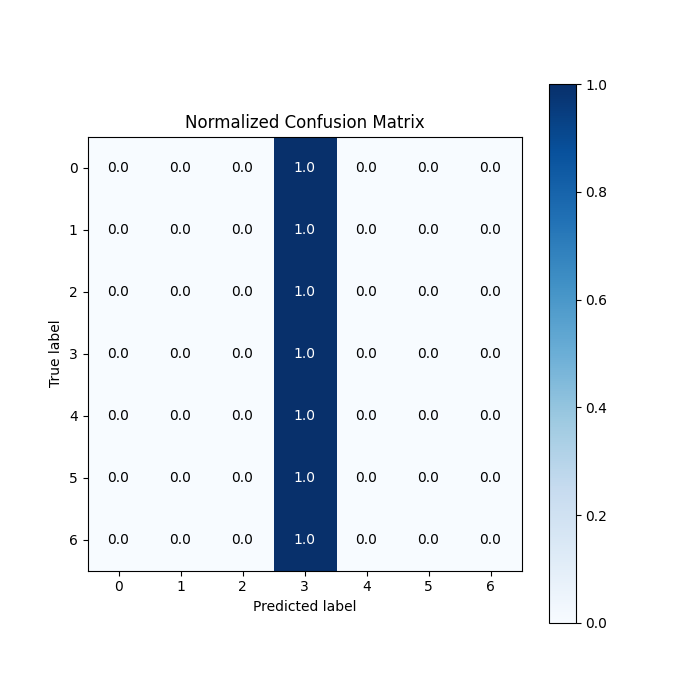 Normalized Confusion Matrix
True label
0 0.0 0.0 0.0 1.0 0.0 0.0 0.0
1 0.0 0.0 0.0 1.0 0.0 0.0 0.0
2 0.0 0.0 0.0 1.0 0.0 0.0 0.0
3 0.0 0.0 0.0 1.0 0.0 0.0 0.0
4 0.0 0.0 0.0 1.0 0.0 0.0 0.0
5 0.0 0.0 0.0 1.0 0.0 0.0 0.0
6 0.0 0.0 0.0 1.0 0.0 0.0 0.0
0 1 2 3 4 5 6
Predicted label
1.0
0.8
0.6
0.4
0.2
0.0